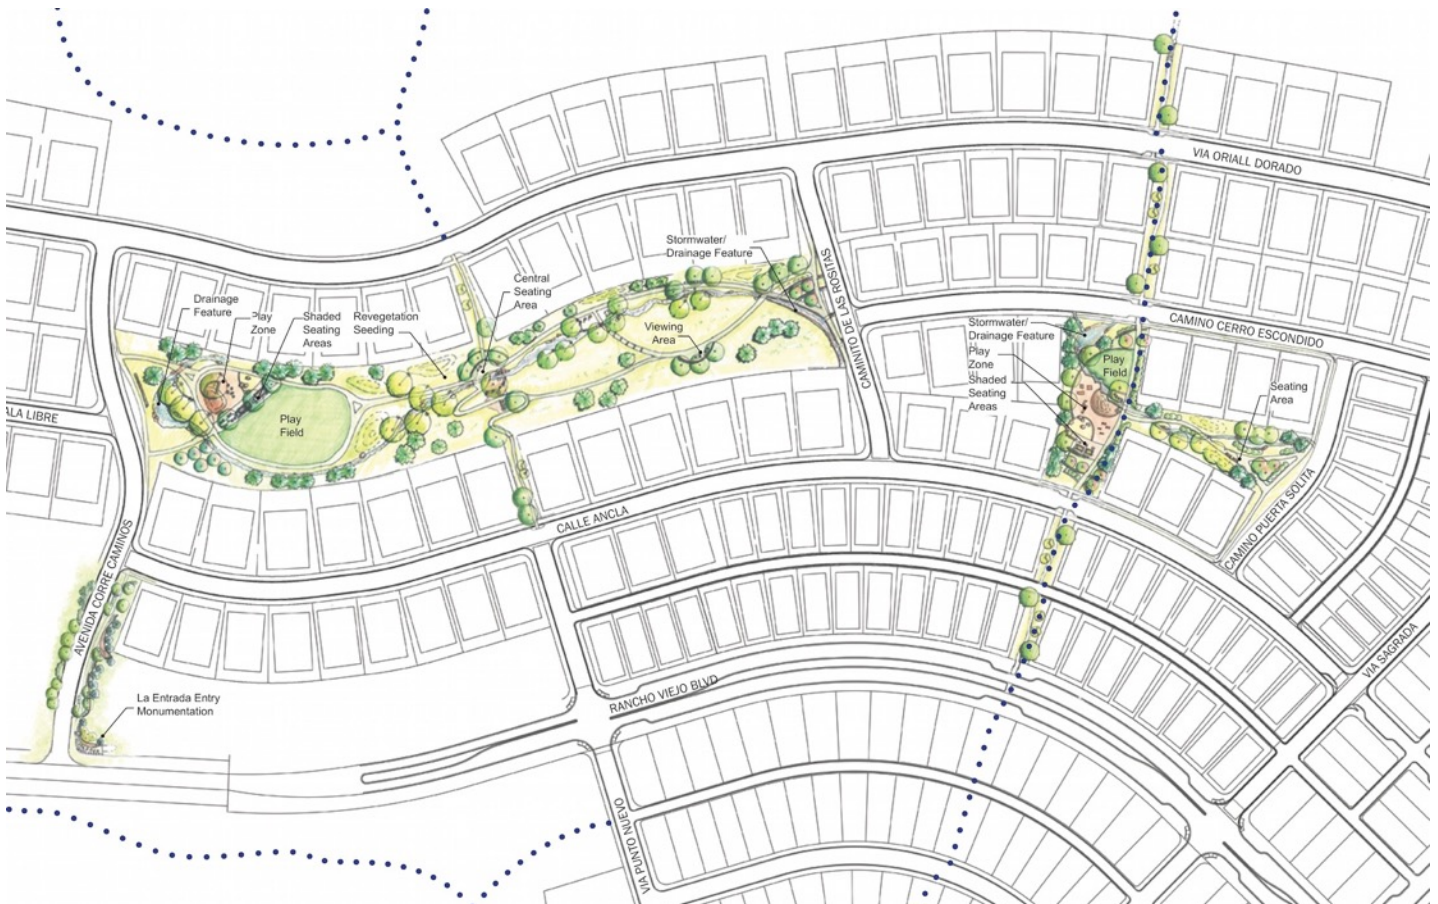 VIA ORIALL DORADO
Stormwater/
Drainage Feature
CAMINITO DE LAS ROSITAS
Central
Seating
Area
Drainage
Feature
Play
Zone
Shaded
Seating
Areas
Revegetation
Seeding
Viewing
Area
CAMINO CERRO ESCONDIDO
Stormwater/
Drainage Feature
Play
Zone
Shaded
Seating
Areas
Play
Field
Seating
Area
ALA LIBRE
Play
Field
CALLE ANCLA
CAMINO PUERTA SOLITA
AVENIDA CORRE CAMINOS
VIA SAGRADA
La Entrada Entry
Monumentation
RANCHO VIEJO BLVD
VIA PUNTO NUEVO